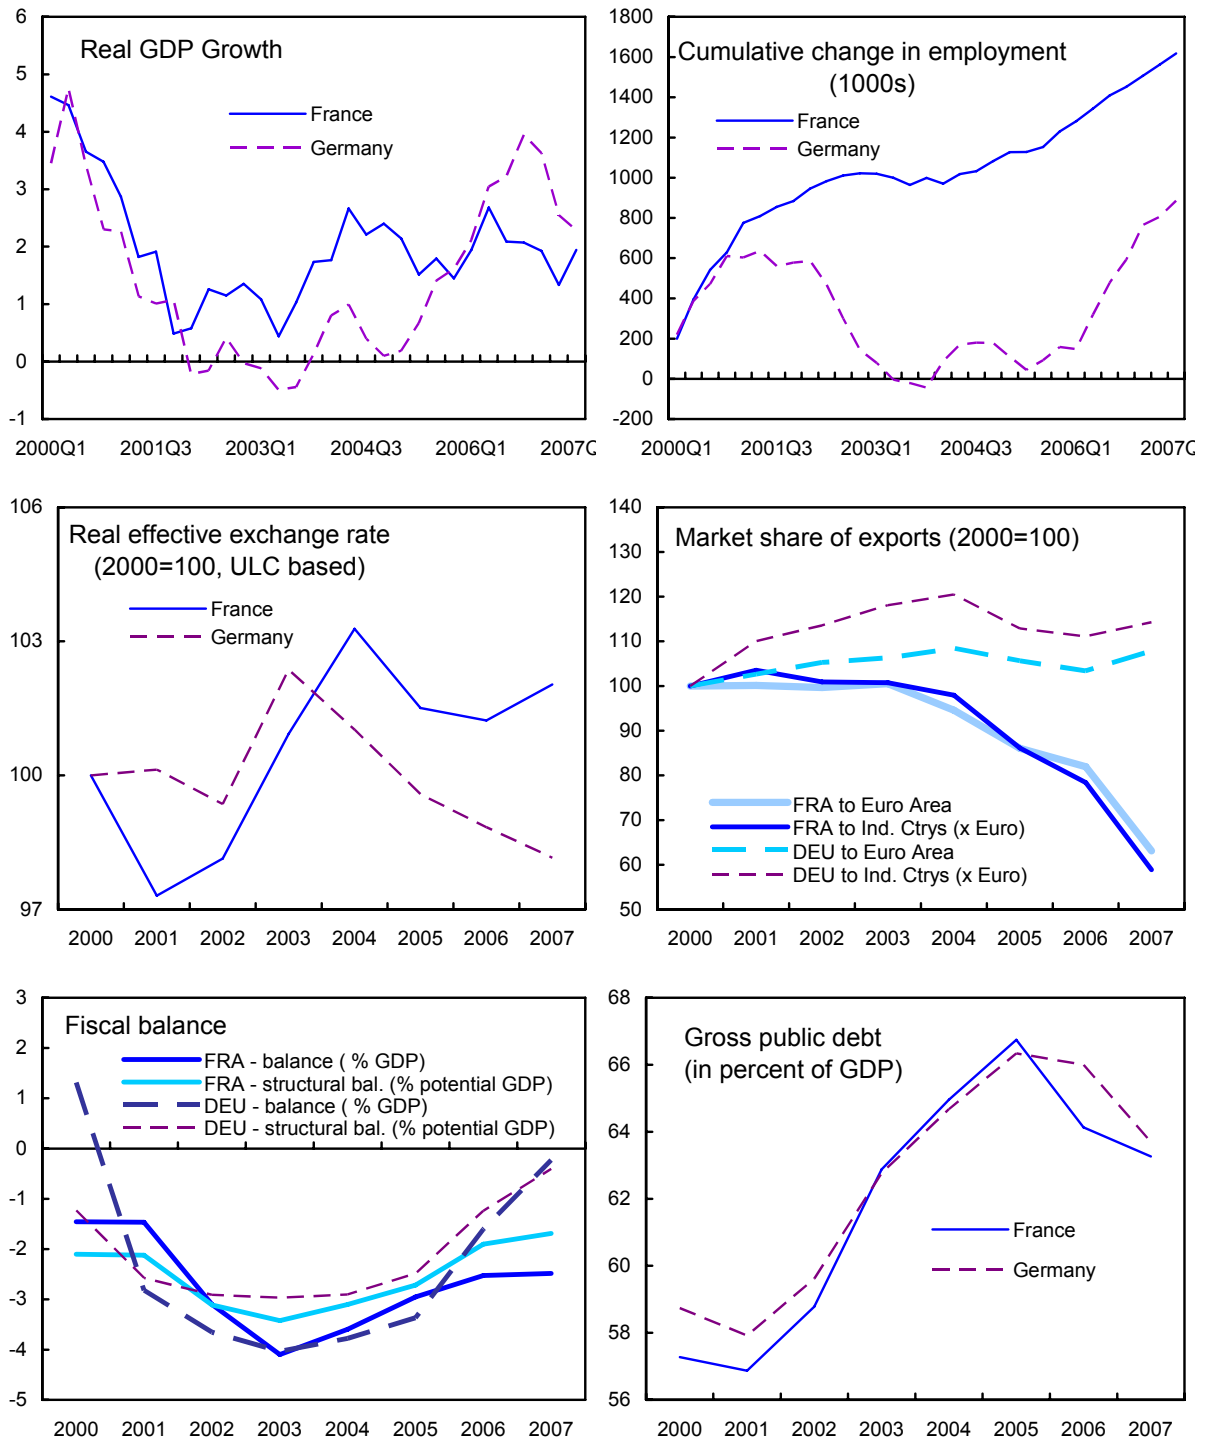 Real GDP Growth
France
Germany
6
5
4
3
2
1
0
-1
2000Q1 2001Q3 2003Q1 2004Q3 2006Q1 2007Q
Cumulative change in employment
(1000s)
France
Germany
1800
1600
1400
1200
1000
800
600
400
200
0
-200
2000Q1 2001Q3 2003Q1 2004Q3 2006Q1 2007Q
Real effective exchange rate
(2000=100, ULC based)
France
Germany
106
103
100
97
2000 2001 2002 2003 2004 2005 2006 2007
Market share of exports (2000=100)
140
130
120
110
100
90
80
70
60
50
FRA to Euro Area
FRA to Ind. Ctrys (x Euro)
DEU to Euro Area
DEU to Ind. Ctrys (x Euro)
2000 2001 2002 2003 2004 2005 2006 2007
Fiscal balance
FRA - balance ( % GDP)
FRA - structural bal. (% potential GDP)
DEU - balance ( % GDP)
DEU - structural bal. (% potential GDP)
3
2
1
0
-1
-2
-3
-4
-5
2000 2001 2002 2003 2004 2005 2006 2007
Gross public debt
(in percent of GDP)
68
66
64
62
60
58
56
France
Germany
2000 2001 2002 2003 2004 2005 2006 2007